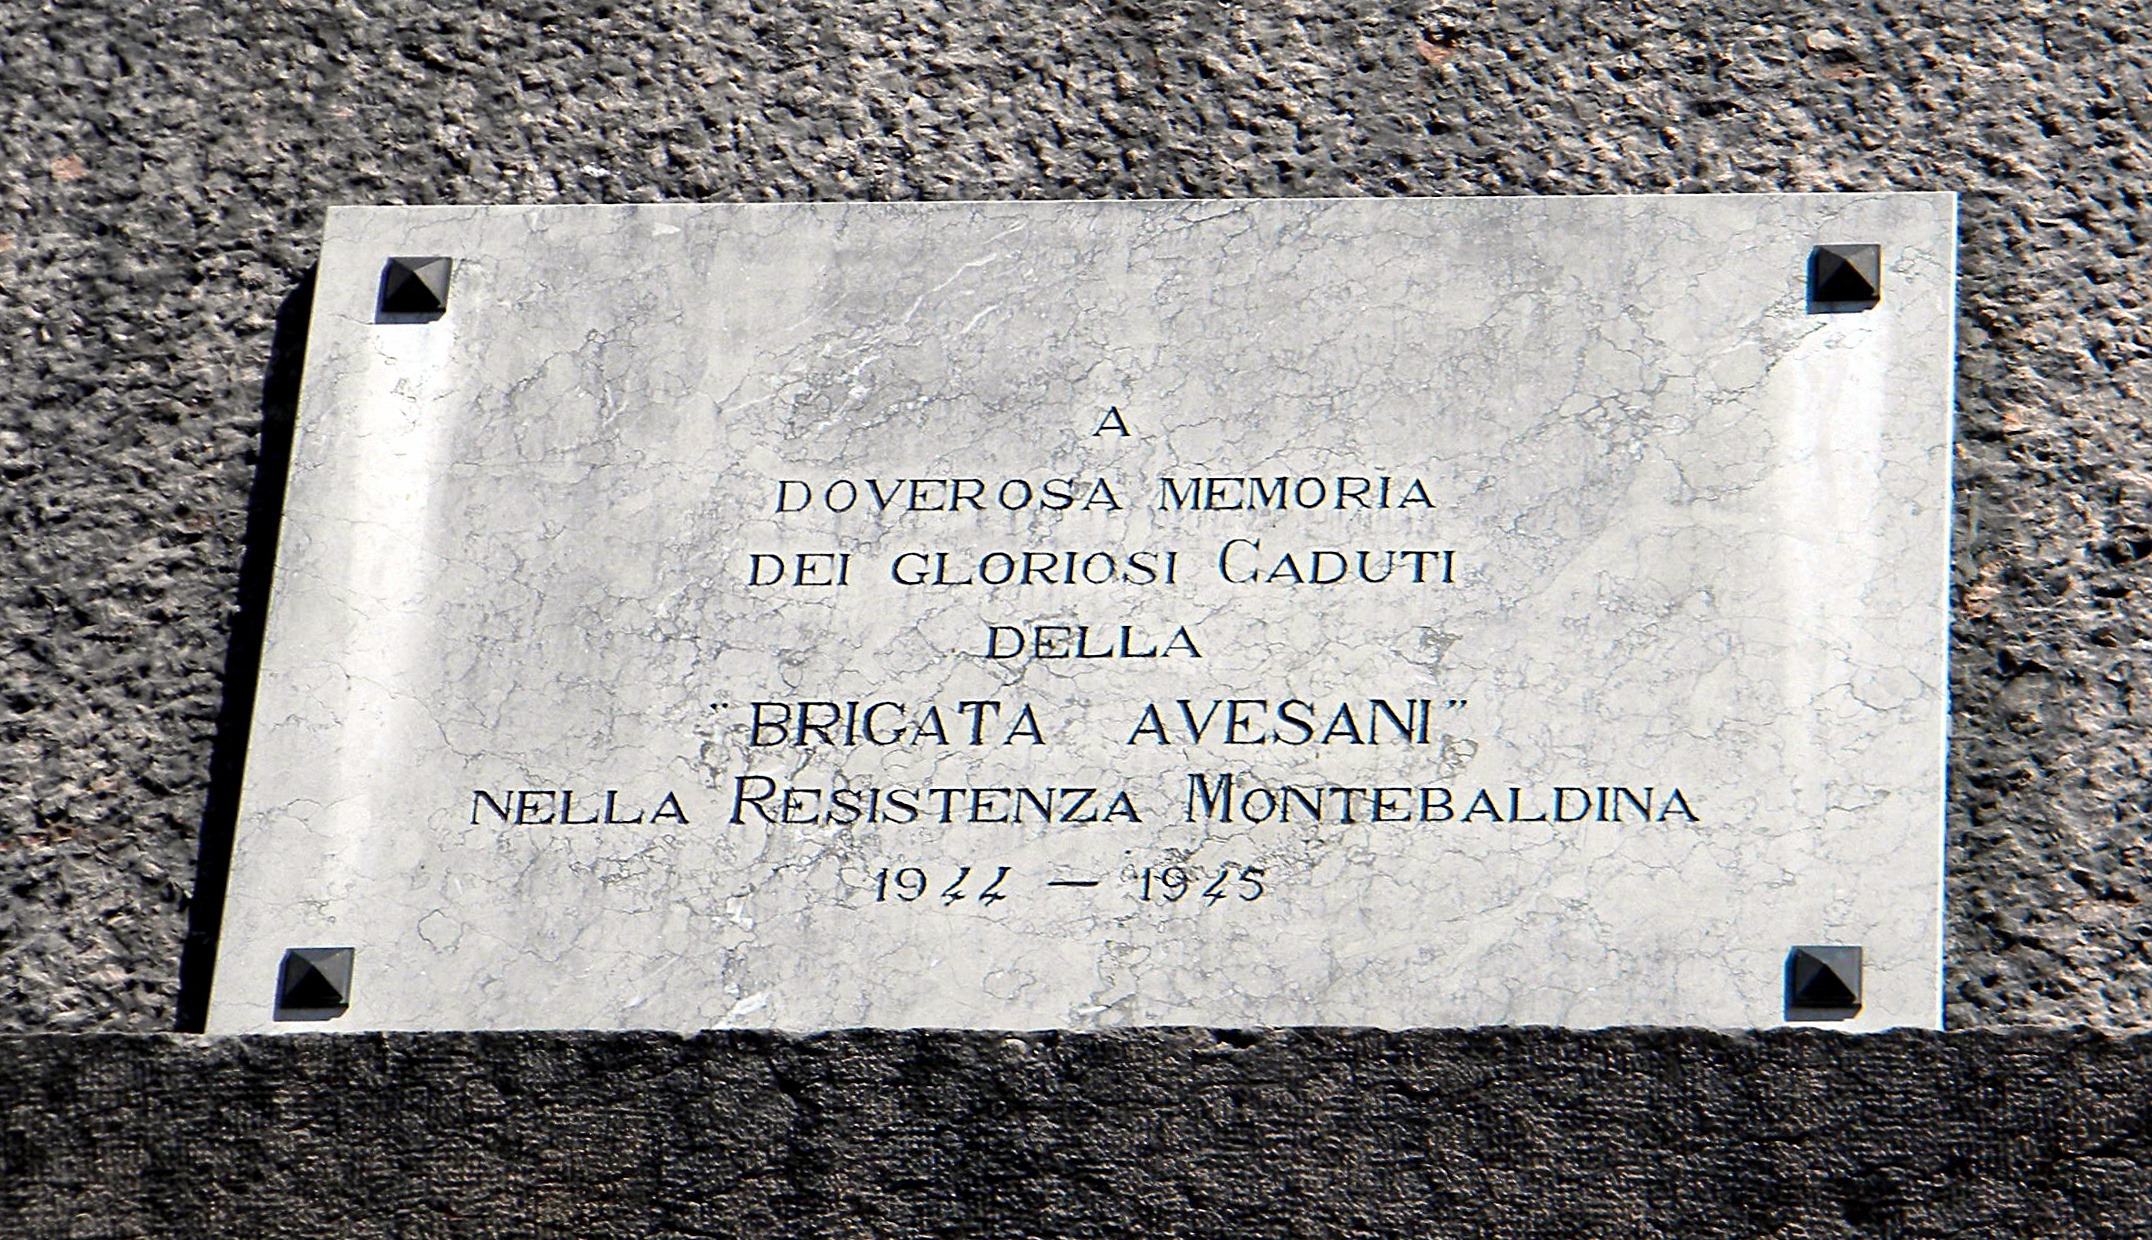 A
DOVEROSA MEMORIA
DEI GLORIOSI CADUTI
DELLA
"BRIGATA AVESANI"
NELLA RESISTENZA MONTEBALDINA
1944 — 1945